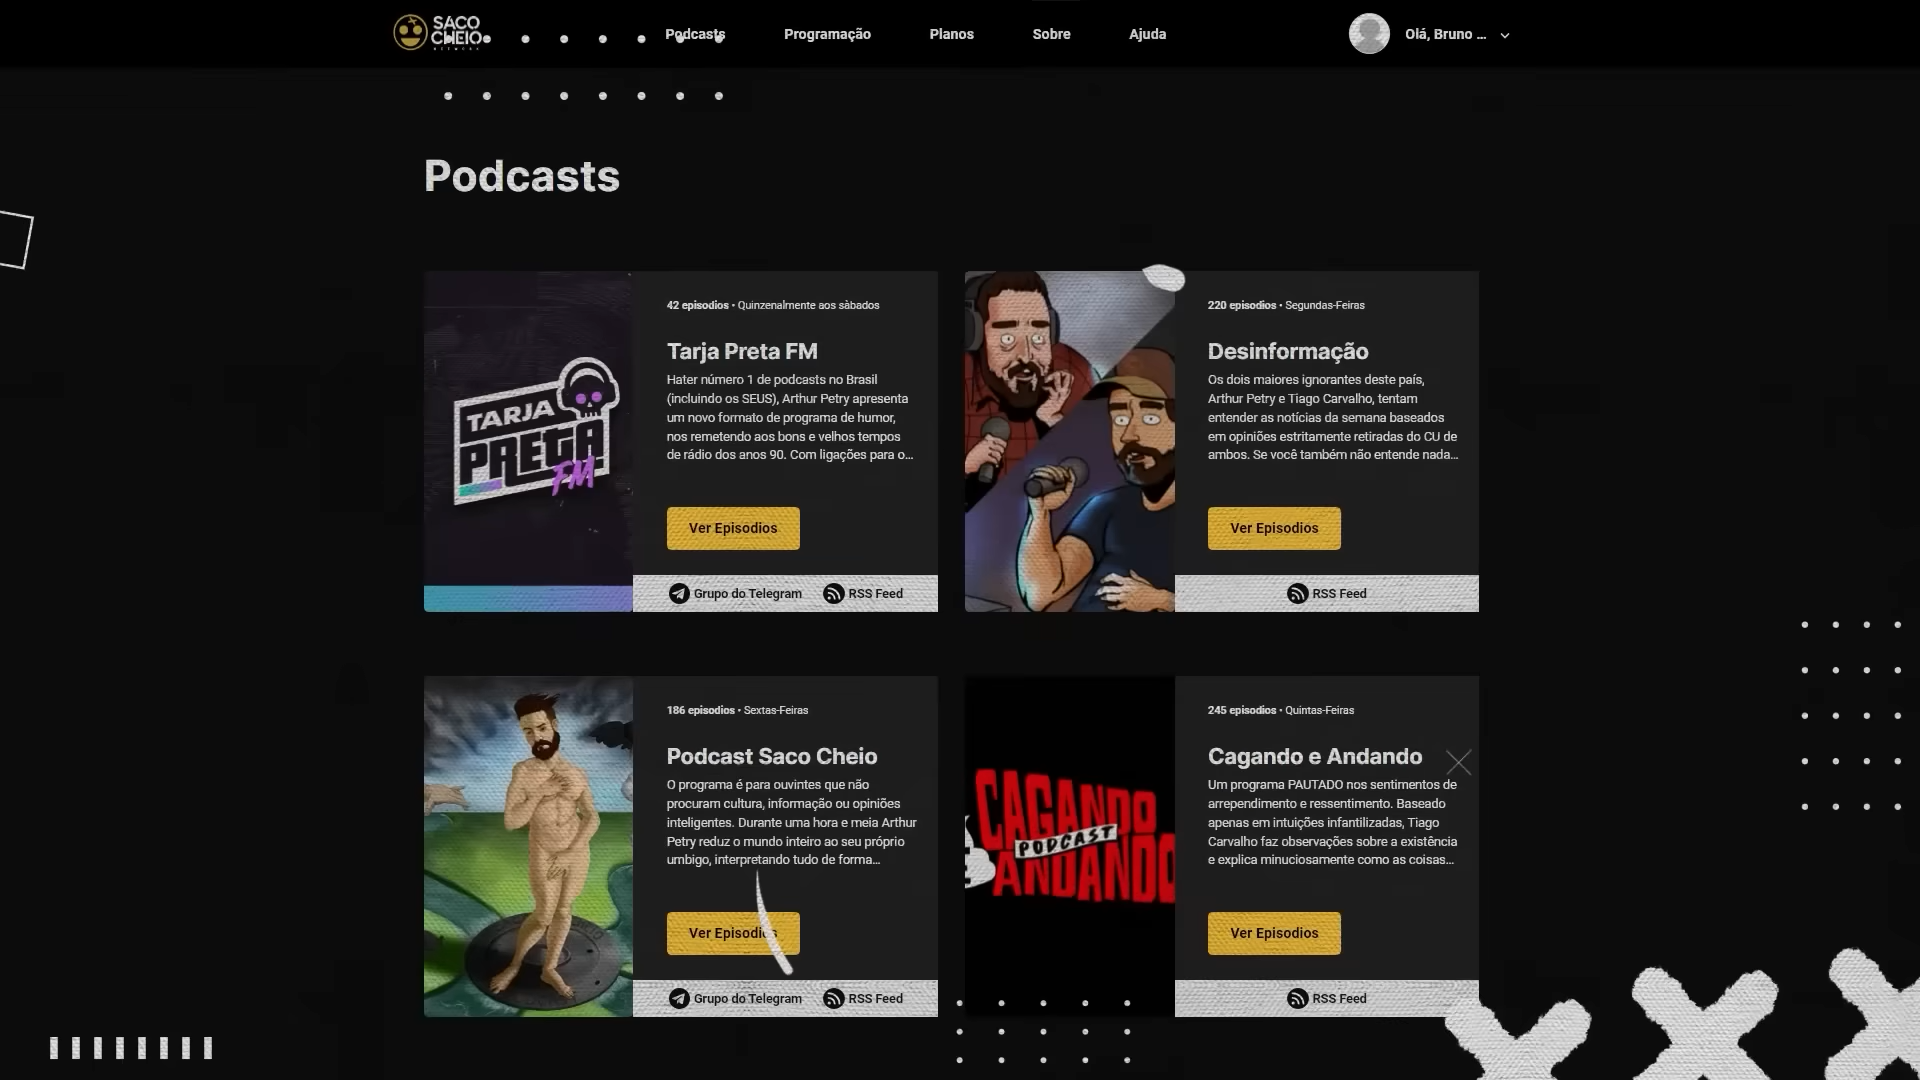 SACO
CHEIO
NETWORK
Podcasts
Programação
Planos
Sobre
Ajuda
Olá, Bruno ...
Podcasts
TARJA
PRETA
FM
42 episodios • Quinzenalmente aos sàbados
Tarja Preta FM
Hater número 1 de podcasts no Brasil
(incluindo os SEUS), Arthur Petry apresenta
um novo formato de programa de humor,
nos remetendo aos bons e velhos tempos
de rádio dos anos 90. Com ligações para o...
Ver Episodios
Grupo do Telegram
RSS Feed
220 episodios • Segundas-Feiras
Desinformação
Os dois maiores ignorantes deste país,
Arthur Petry e Tiago Carvalho, tentam
entender as notícias da semana baseados
em opiniões estritamente retiradas do CU de
ambos. Se você também não entende nada...
Ver Episodios
RSS Feed
186 episodios • Sextas-Feiras
Podcast Saco Cheio
O programa é para ouvintes que não
procuram cultura, informação ou opiniões
inteligentes. Durante uma hora e meia Arthur
Petry reduz o mundo inteiro ao seu próprio
umbigo, interpretando tudo de forma...
Ver Episodios
Grupo do Telegram
RSS Feed
CAGANDO
PODCAST
ANDANDO
245 episodios • Quintas-Feiras
Cagando e Andando
Um programa PAUTADO nos sentimentos de
arrependimento e ressentimento. Baseado
apenas em intuições infantilizadas, Tiago
Carvalho faz observações sobre a existência
e explica minuciosamente como as coisas...
Ver Episodios
RSS Feed